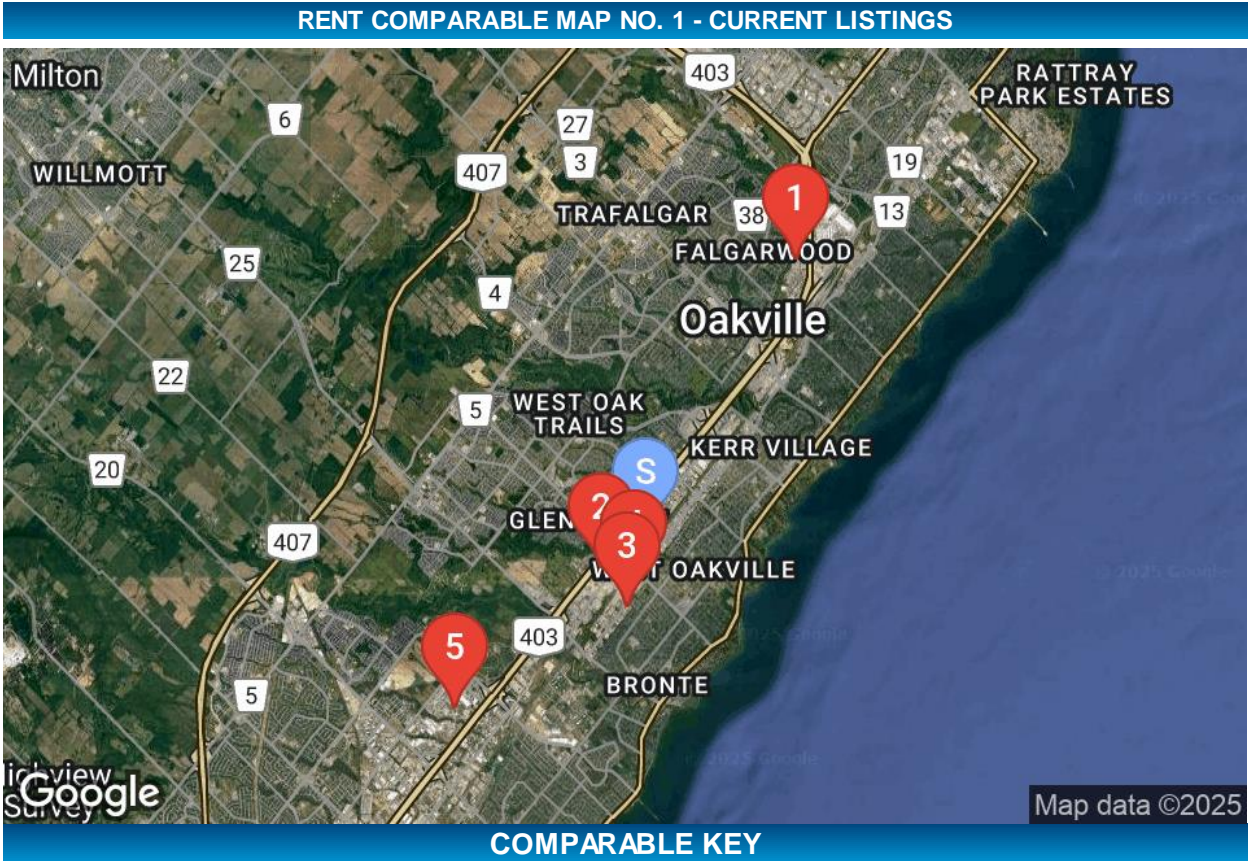 RENT COMPARABLE MAP NO. 1 - CURRENT LISTINGS
Milton
403
RATTRAY
PARK ESTATES
6
27
3
407
19
WILLMOTT
1
TRAFALGAR
38
13
FALGARWOOD
25
4
Oakville
22
5
WEST OAK
TRAILS
KERR VILLAGE
20
S
2
GLEN
3
407
WEST OAKVILLE
403
5
BRONTE
5
Google
Map data ©2025
COMPARABLE KEY